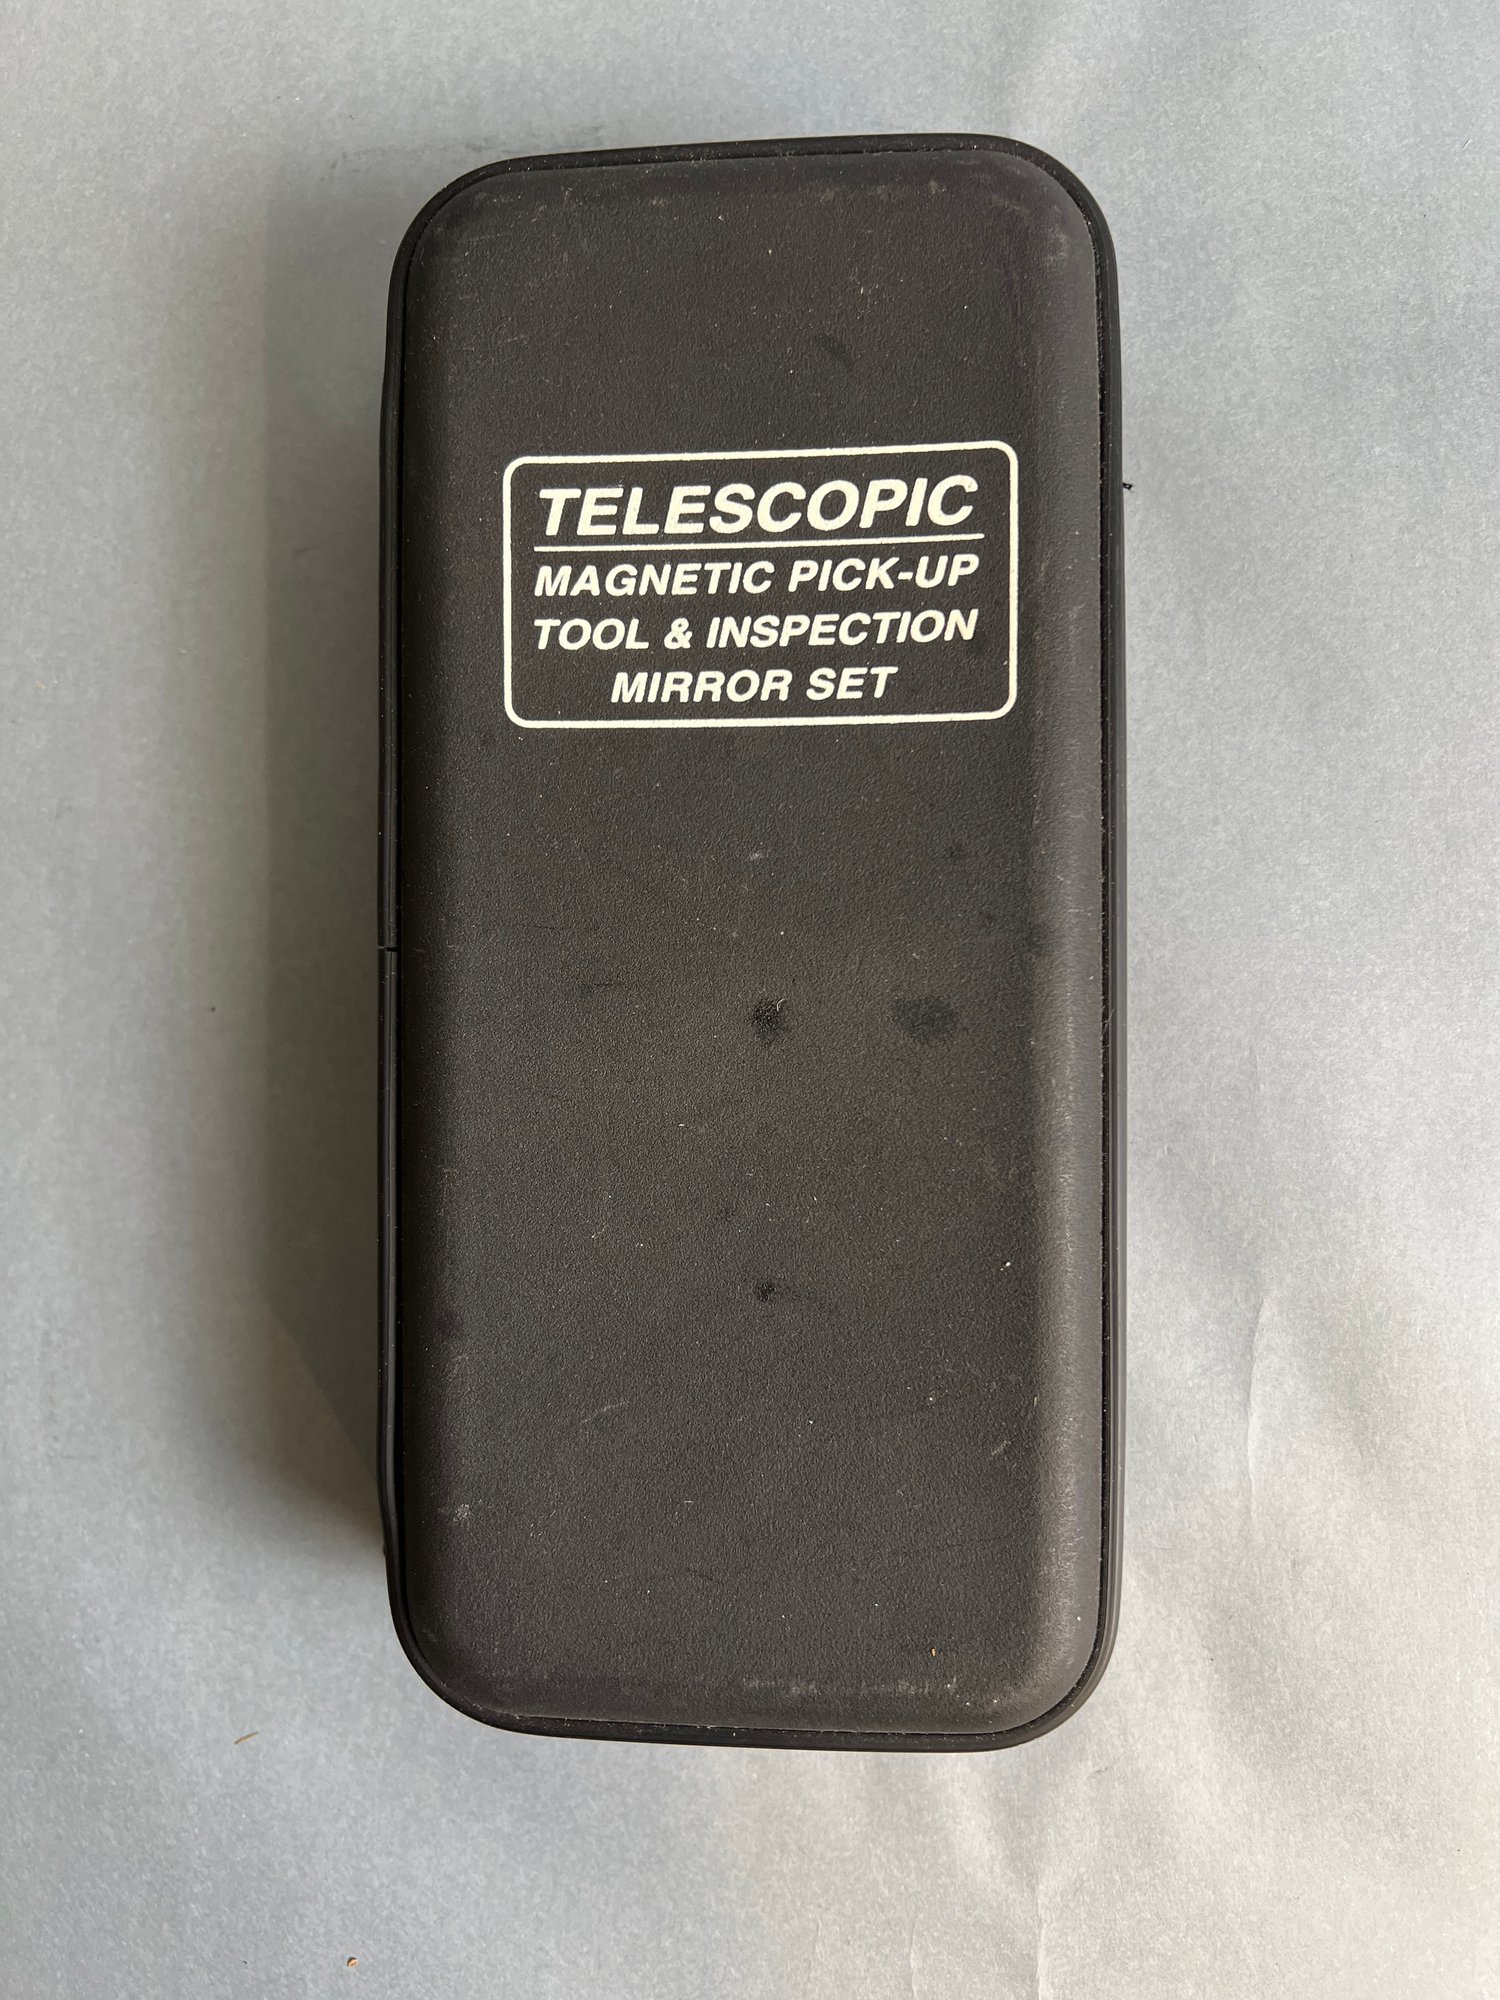 TELESCOPIC
MAGNETIC PICK-UP
TOOL & INSPECTION
MIRROR SET